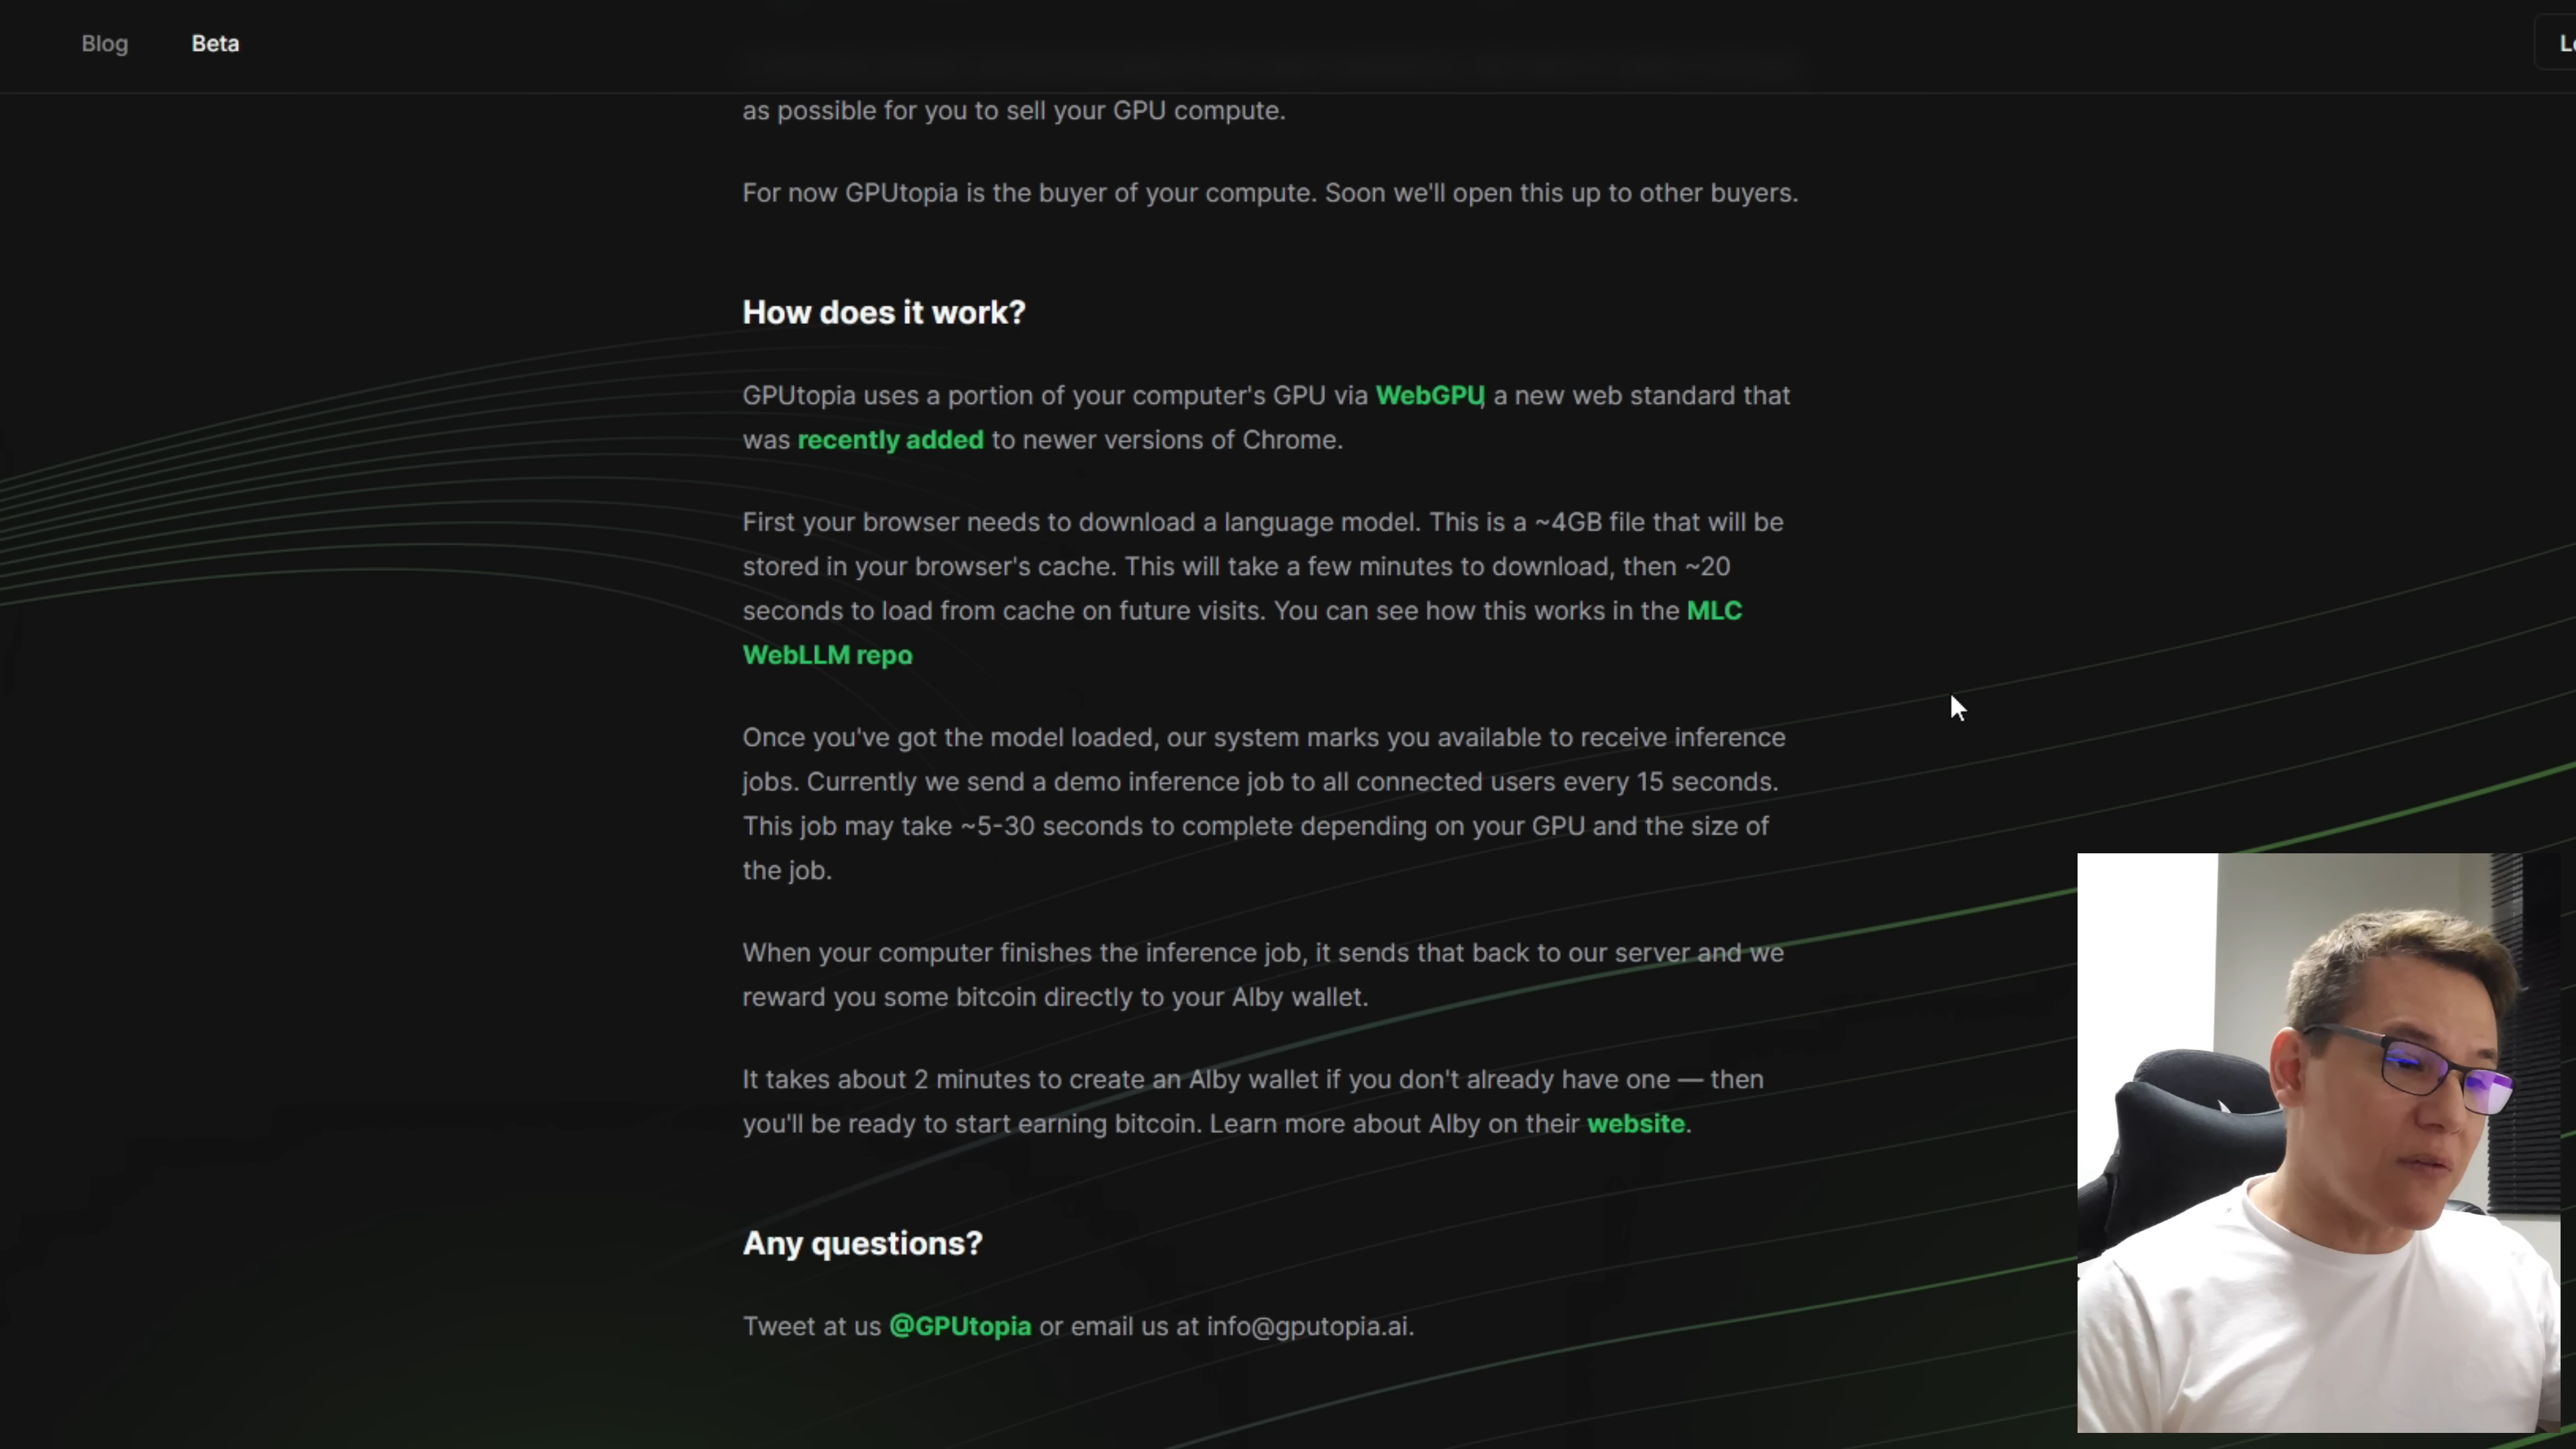 Blog Beta
as possible for you to sell your GPU compute.
For now GPUtopia is the buyer of your compute. Soon we'll open this up to other buyers.
How does it work?
GPUtopia uses a portion of your computer's GPU via WebGPU, a new web standard that
was recently added to newer versions of Chrome.
First your browser needs to download a language model. This is a ~4GB file that will be
stored in your browser's cache. This will take a few minutes to download, then ~20
seconds to load from cache on future visits. You can see how this works in the MLC
WebLLM repo
Once you've got the model loaded, our system marks you available to receive inference
jobs. Currently we send a demo inference job to all connected users every 15 seconds.
This job may take ~5-30 seconds to complete depending on your GPU and the size of
the job.
When your computer finishes the inference job, it sends that back to our server and we
reward you some bitcoin directly to your Alby wallet.
It takes about 2 minutes to create an Alby wallet if you don't already have one — then
you'll be ready to start earning bitcoin. Learn more about Alby on their website.
Any questions?
Tweet at us @GPUtopia or email us at info@gputopia.ai.